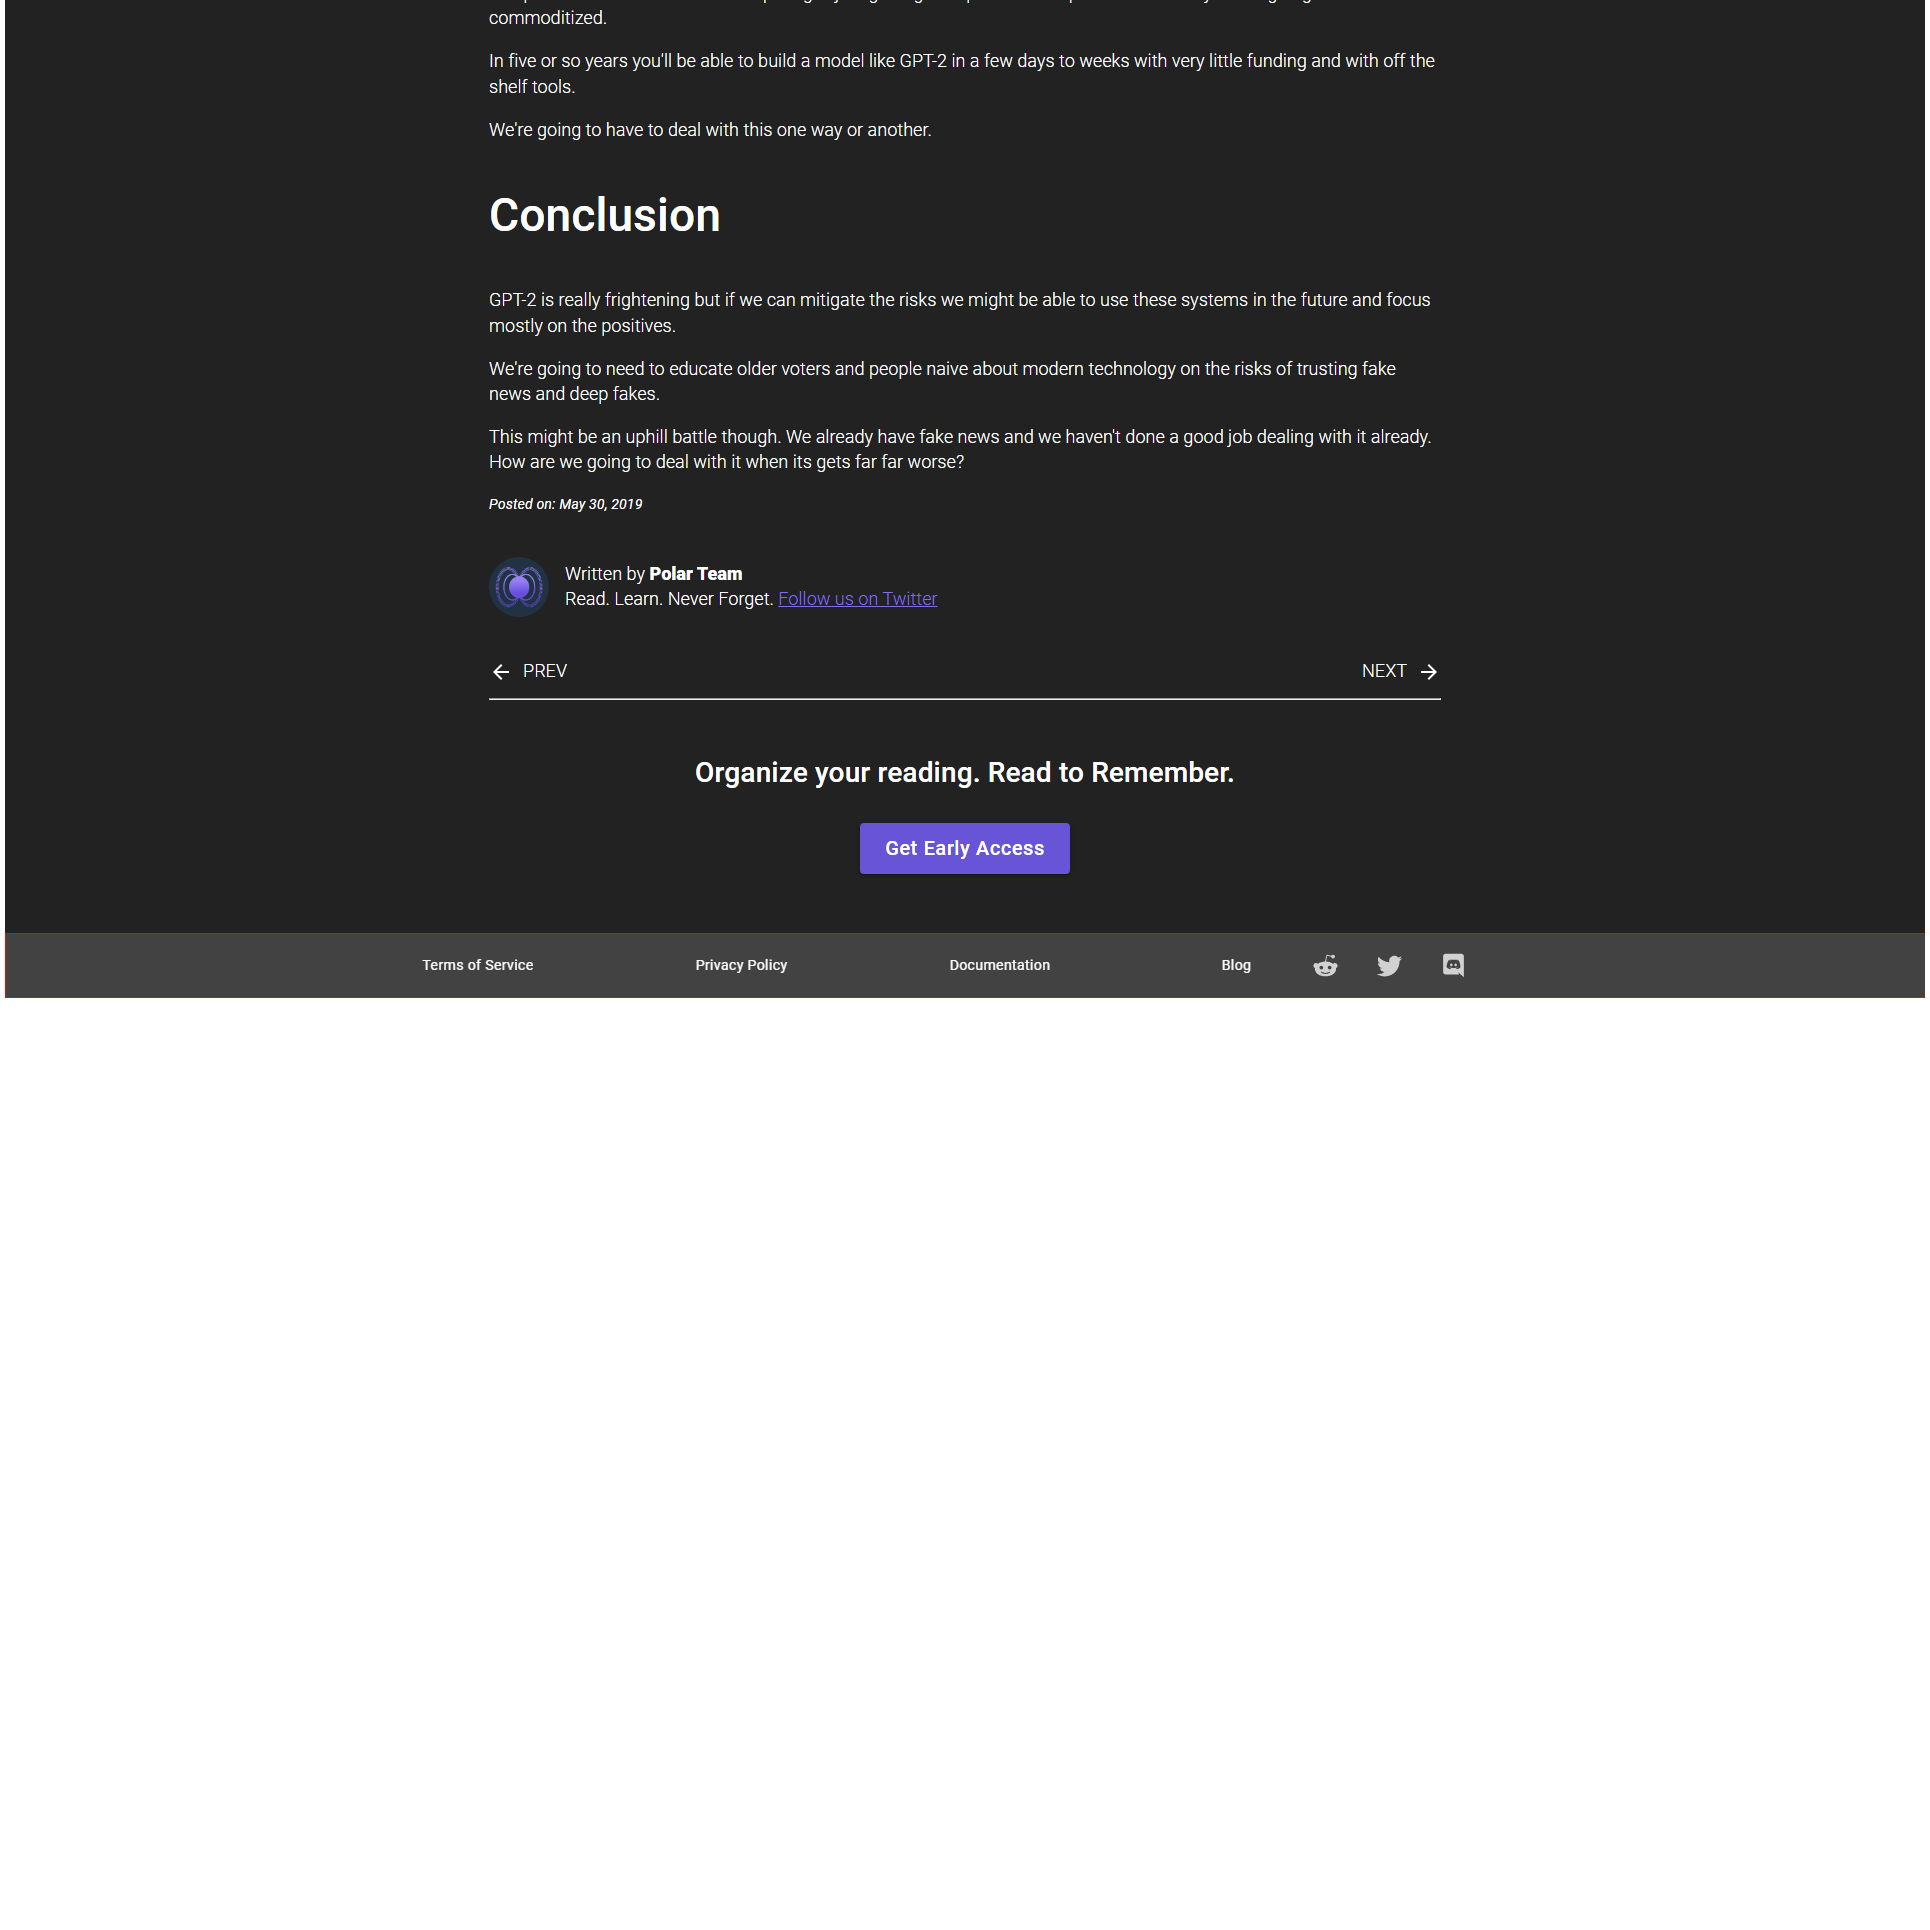 commoditized.
In five or so years you'll be able to build a model like GPT-2 in a few days to weeks with very little funding and with off the
shelf tools.
We're going to have to deal with this one way or another.
Conclusion
GPT-2 is really frightening but if we can mitigate the risks we might be able to use these systems in the future and focus
mostly on the positives.
We're going to need to educate older voters and people naive about modern technology on the risks of trusting fake
news and deep fakes.
This might be an uphill battle though. We already have fake news and we haven't done a good job dealing with it already.
How are we going to deal with it when its gets far far worse?
Posted on: May 30, 2019
Written by Polar Team
Read. Learn. Never Forget. Follow us on Twitter
PREV
NEXT
Organize your reading. Read to Remember.
Get Early Access
Terms of Service
Privacy Policy
Documentation
Blog